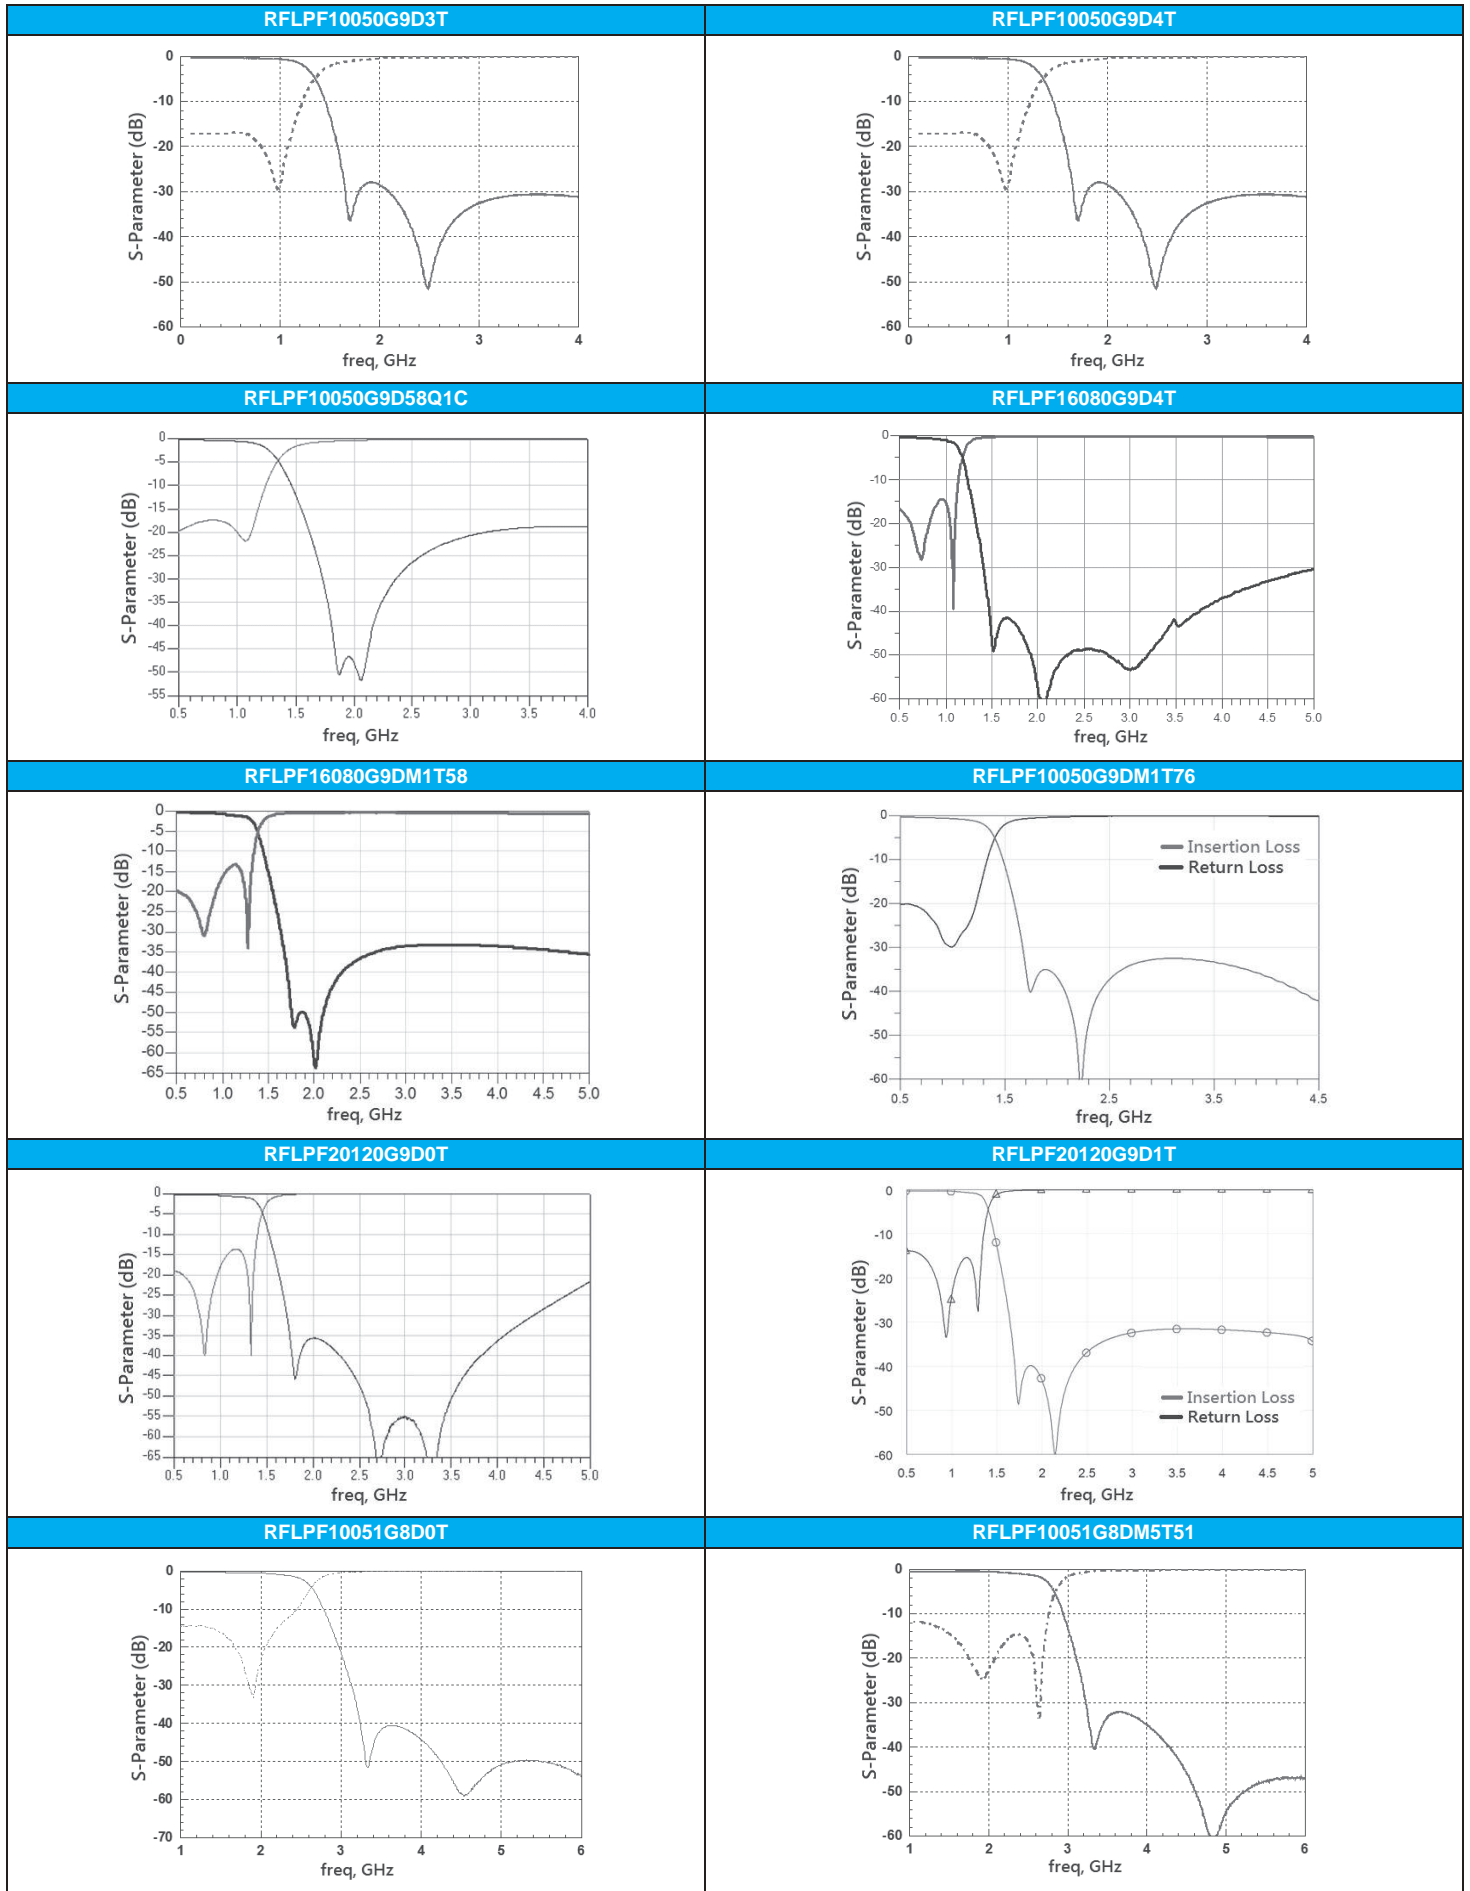 RFLPF10050G9D3T
RFLPF10050G9D4T
0
-10
-20
-30
-40
-50
-60
S-Parameter (dB)
0 1 2 3 4
freq, GHz
0
-10
-20
-30
-40
-50
-60
S-Parameter (dB)
0 1 2 3 4
freq, GHz
RFLPF10050G9D58Q1C
RFLPF16080G9D4T
0
-5
-10
-15
-20
-25
-30
-35
-40
-45
-50
-55
S-Parameter (dB)
0.5 1.0 1.5 2.0 2.5 3.0 3.5 4.0
freq, GHz
0
-10
-20
-30
-40
-50
-60
S-Parameter (dB)
0.5 1.0 1.5 2.0 2.5 3.0 3.5 4.0 4.5 5.0
freq, GHz
RFLPF16080G9DM1T58
RFLPF10050G9DM1T76
0
-5
-10
-15
-20
-25
-30
-35
-40
-45
-50
-55
-60
-65
S-Parameter (dB)
0.5 1.0 1.5 2.0 2.5 3.0 3.5 4.0 4.5 5.0
freq, GHz
0
-10
-20
-30
-40
-50
-60
S-Parameter (dB)
Insertion Loss
Return Loss
0.5 1.5 2.5 3.5 4.5
freq, GHz
RFLPF20120G9D0T
RFLPF20120G9D1T
0
-5
-10
-15
-20
-25
-30
-35
-40
-45
-50
-55
-60
-65
S-Parameter (dB)
0.5 1.0 1.5 2.0 2.5 3.0 3.5 4.0 4.5 5.0
freq, GHz
0
-10
-20
-30
-40
-50
-60
S-Parameter (dB)
Insertion Loss
Return Loss
0.5 1 1.5 2 2.5 3 3.5 4 4.5 5
freq, GHz
RFLPF10051G8D0T
RFLPF10051G8DM5T51
0
-10
-20
-30
-40
-50
-60
-70
S-Parameter (dB)
1 2 3 4 5 6
freq, GHz
0
-10
-20
-30
-40
-50
-60
S-Parameter (dB)
1 2 3 4 5 6
freq, GHz